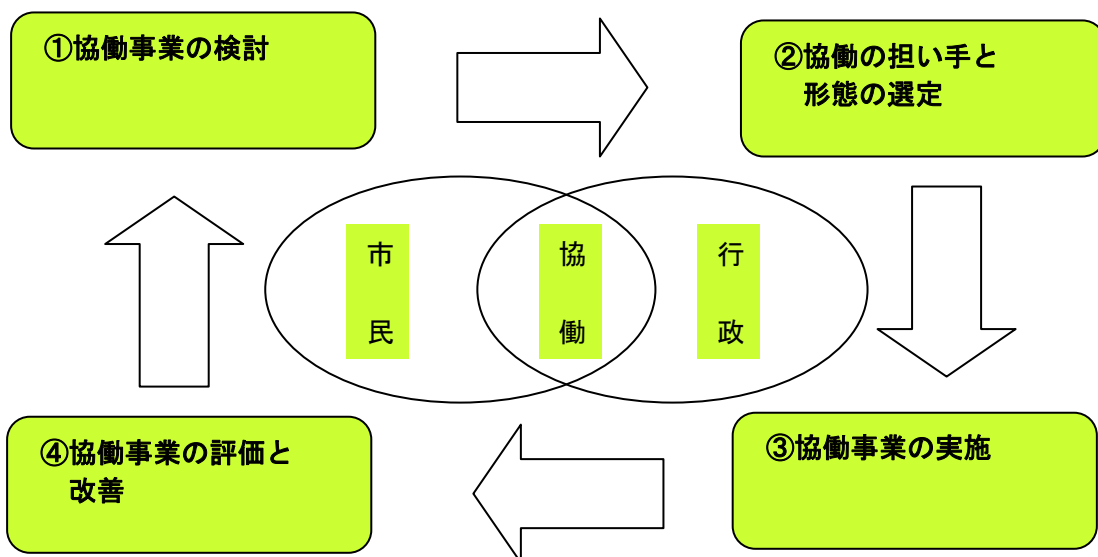 ①協働事業の検討
②協働の担い手と
形態の選定
市民
協働
行政
④協働事業の評価と
改善
③協働事業の実施